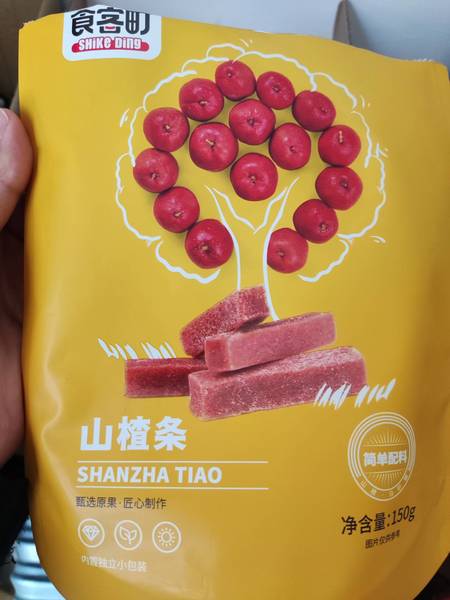 食客町
SHiKe Ding
山楂条
SHANZHA TIAO
甄选原果·匠心制作
内置独立小包装
简单配料
净含量:150g
图片仅供参考